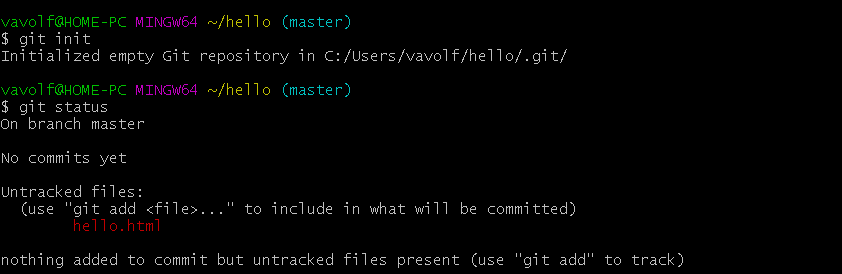 vavolf@HOME-PC MINGW64 ~/hello (master)
$ git init
Initialized empty Git repository in C:/Users/vavolf/hello/.git/
vavolf@HOME-PC MINGW64 ~/hello (master)
$ git status
On branch master
No commits yet
Untracked files:
(use "git add <file>..." to include in what will be committed)
hello.html
nothing added to commit but untracked files present (use "git add" to track)